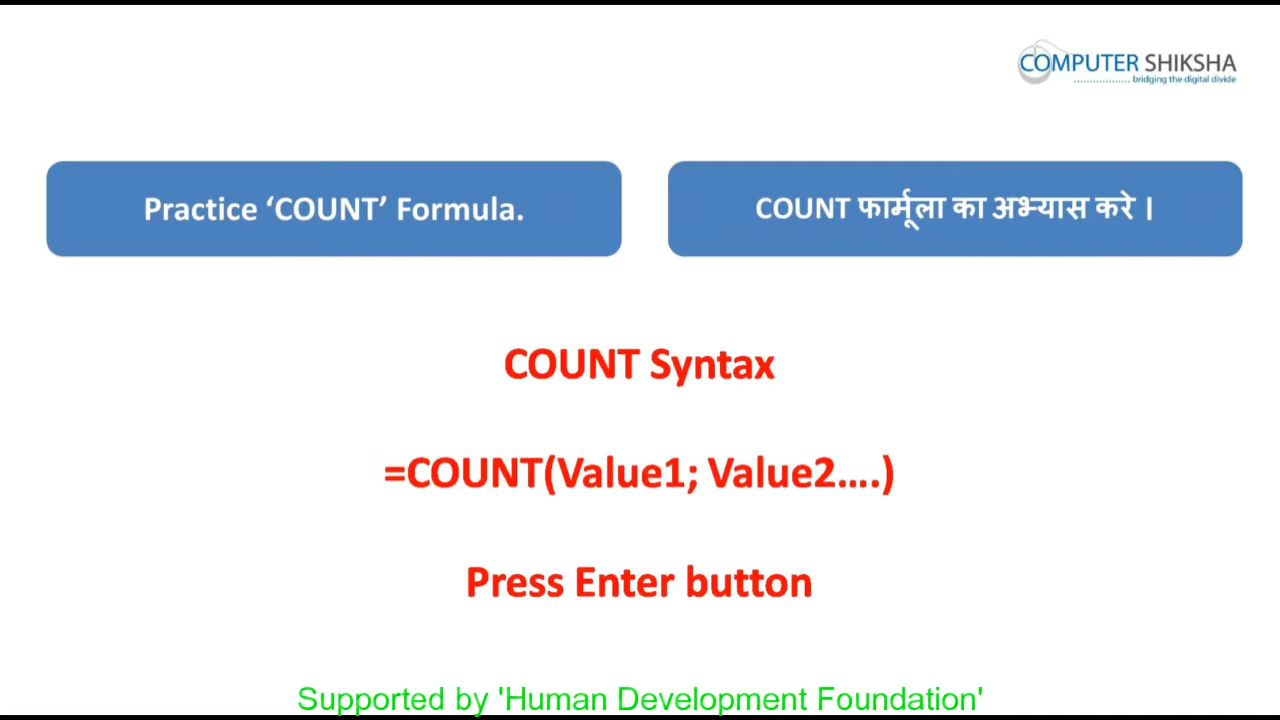 COMPUTER SHIKSHA
.................. bridging the digital divide
Practice ‘COUNT’ Formula.
COUNT फार्मूला का अभ्यास करे ।
COUNT Syntax
=COUNT(Value1; Value2....)
Press Enter button
Supported by 'Human Development Foundation'